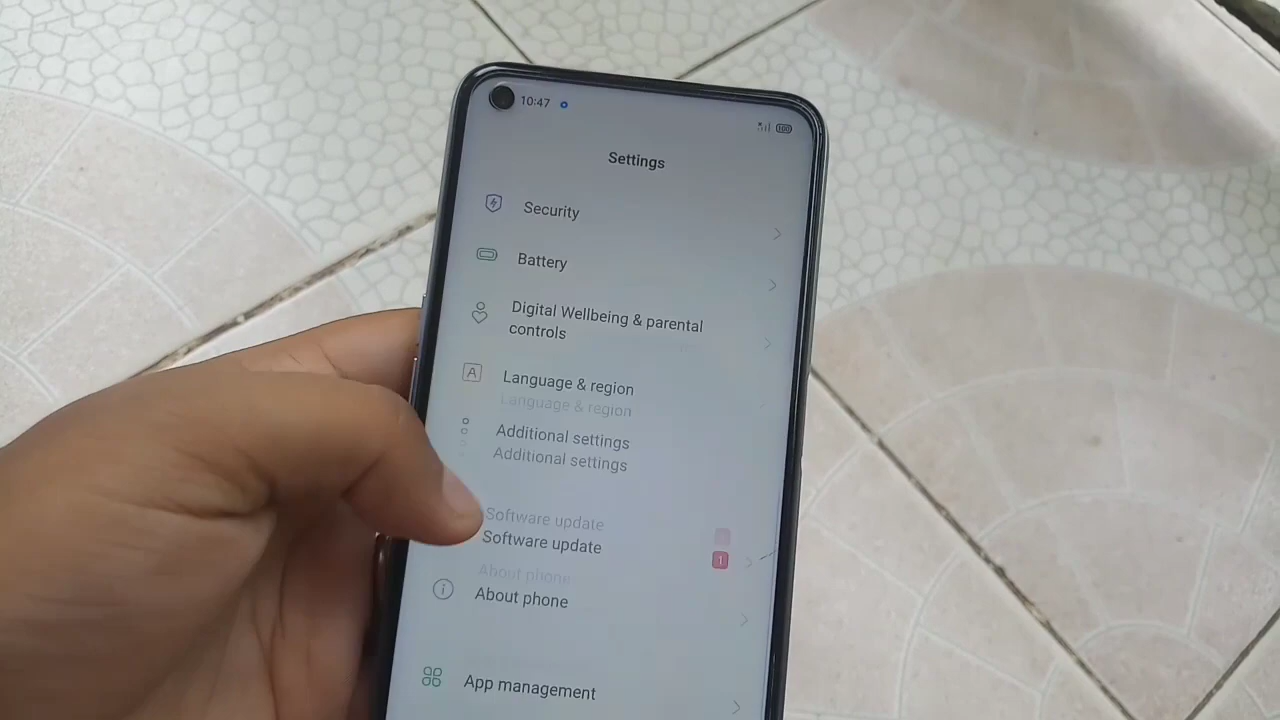 10:47
100
Settings
Security
Battery
Digital Wellbeing & parental
controls
A
Language & region
Language & region
Additional settings
Additional settings
Software update
Software update
1
About phone
About phone
App management